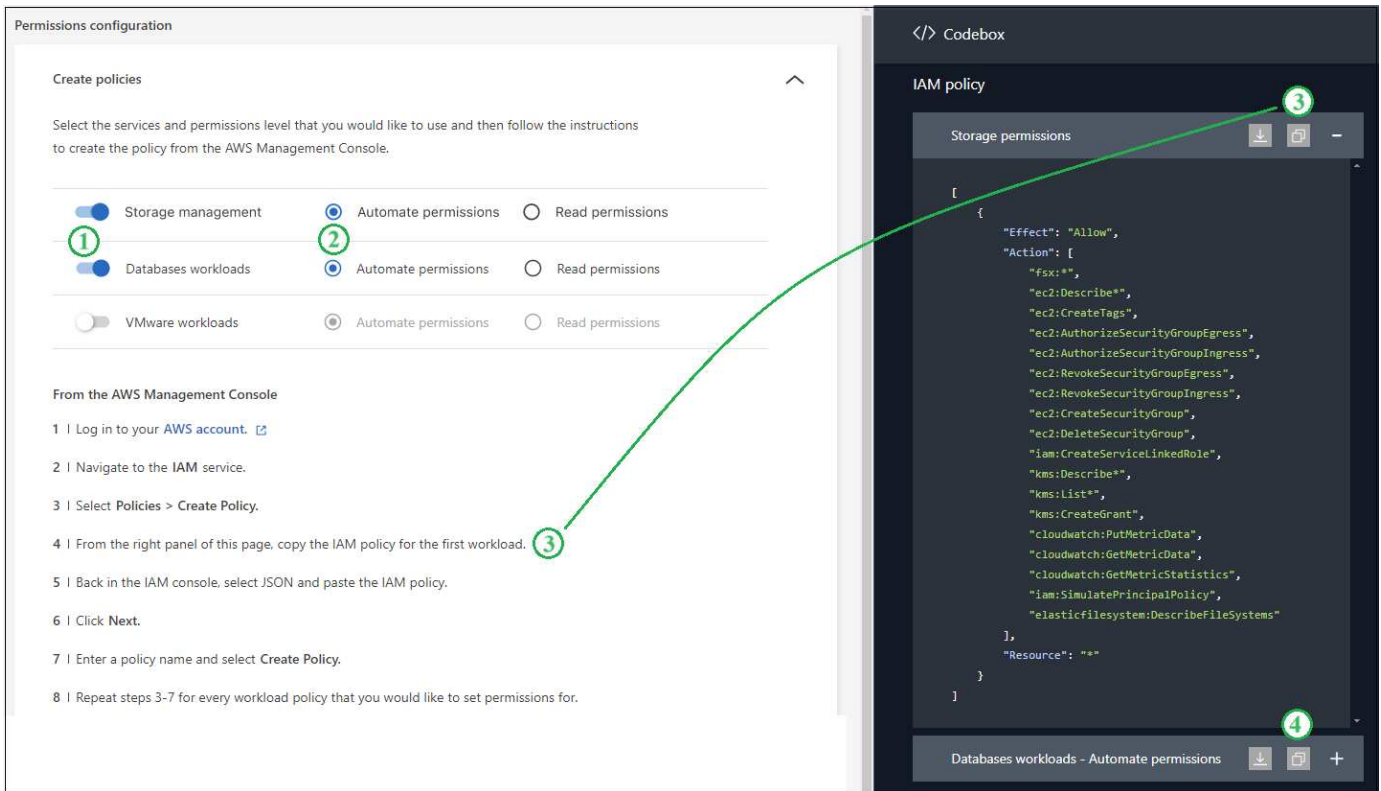 Permissions configuration
Create policies
Select the services and permissions level that you would like to use and then follow the instructions
to create the policy from the AWS Management Console.
Storage management Automate permissions Read permissions
1 2
Databases workloads Automate permissions Read permissions
VMware workloads Automate permissions Read permissions
From the AWS Management Console
1 | Log in to your AWS account.
2 | Navigate to the IAM service.
3 | Select Policies > Create Policy.
4 | From the right panel of this page, copy the IAM policy for the first workload. 3
5 | Back in the IAM console, select JSON and paste the IAM policy.
6 | Click Next.
7 | Enter a policy name and select Create Policy.
8 | Repeat steps 3-7 for every workload policy that you would like to set permissions for.
</> Codebox
IAM policy
3
Storage permissions
[
{
"Effect": "Allow",
"Action": [
"fsx:*",
"ec2:Describe*",
"ec2:CreateTags",
"ec2:AuthorizeSecurityGroupEgress",
"ec2:AuthorizeSecurityGroupIngress",
"ec2:RevokeSecurityGroupEgress",
"ec2:RevokeSecurityGroupIngress",
"ec2:CreateSecurityGroup",
"ec2:DeleteSecurityGroup",
"iam:CreateServiceLinkedRole",
"kms:Describe*",
"kms:List*",
"kms:CreateGrant",
"cloudwatch:PutMetricData",
"cloudwatch:GetMetricData",
"cloudwatch:GetMetricStatistics",
"iam:SimulatePrincipalPolicy",
"elasticfilesystem:DescribeFileSystems"
],
"Resource": "*"
}
]
4
Databases workloads - Automate permissions